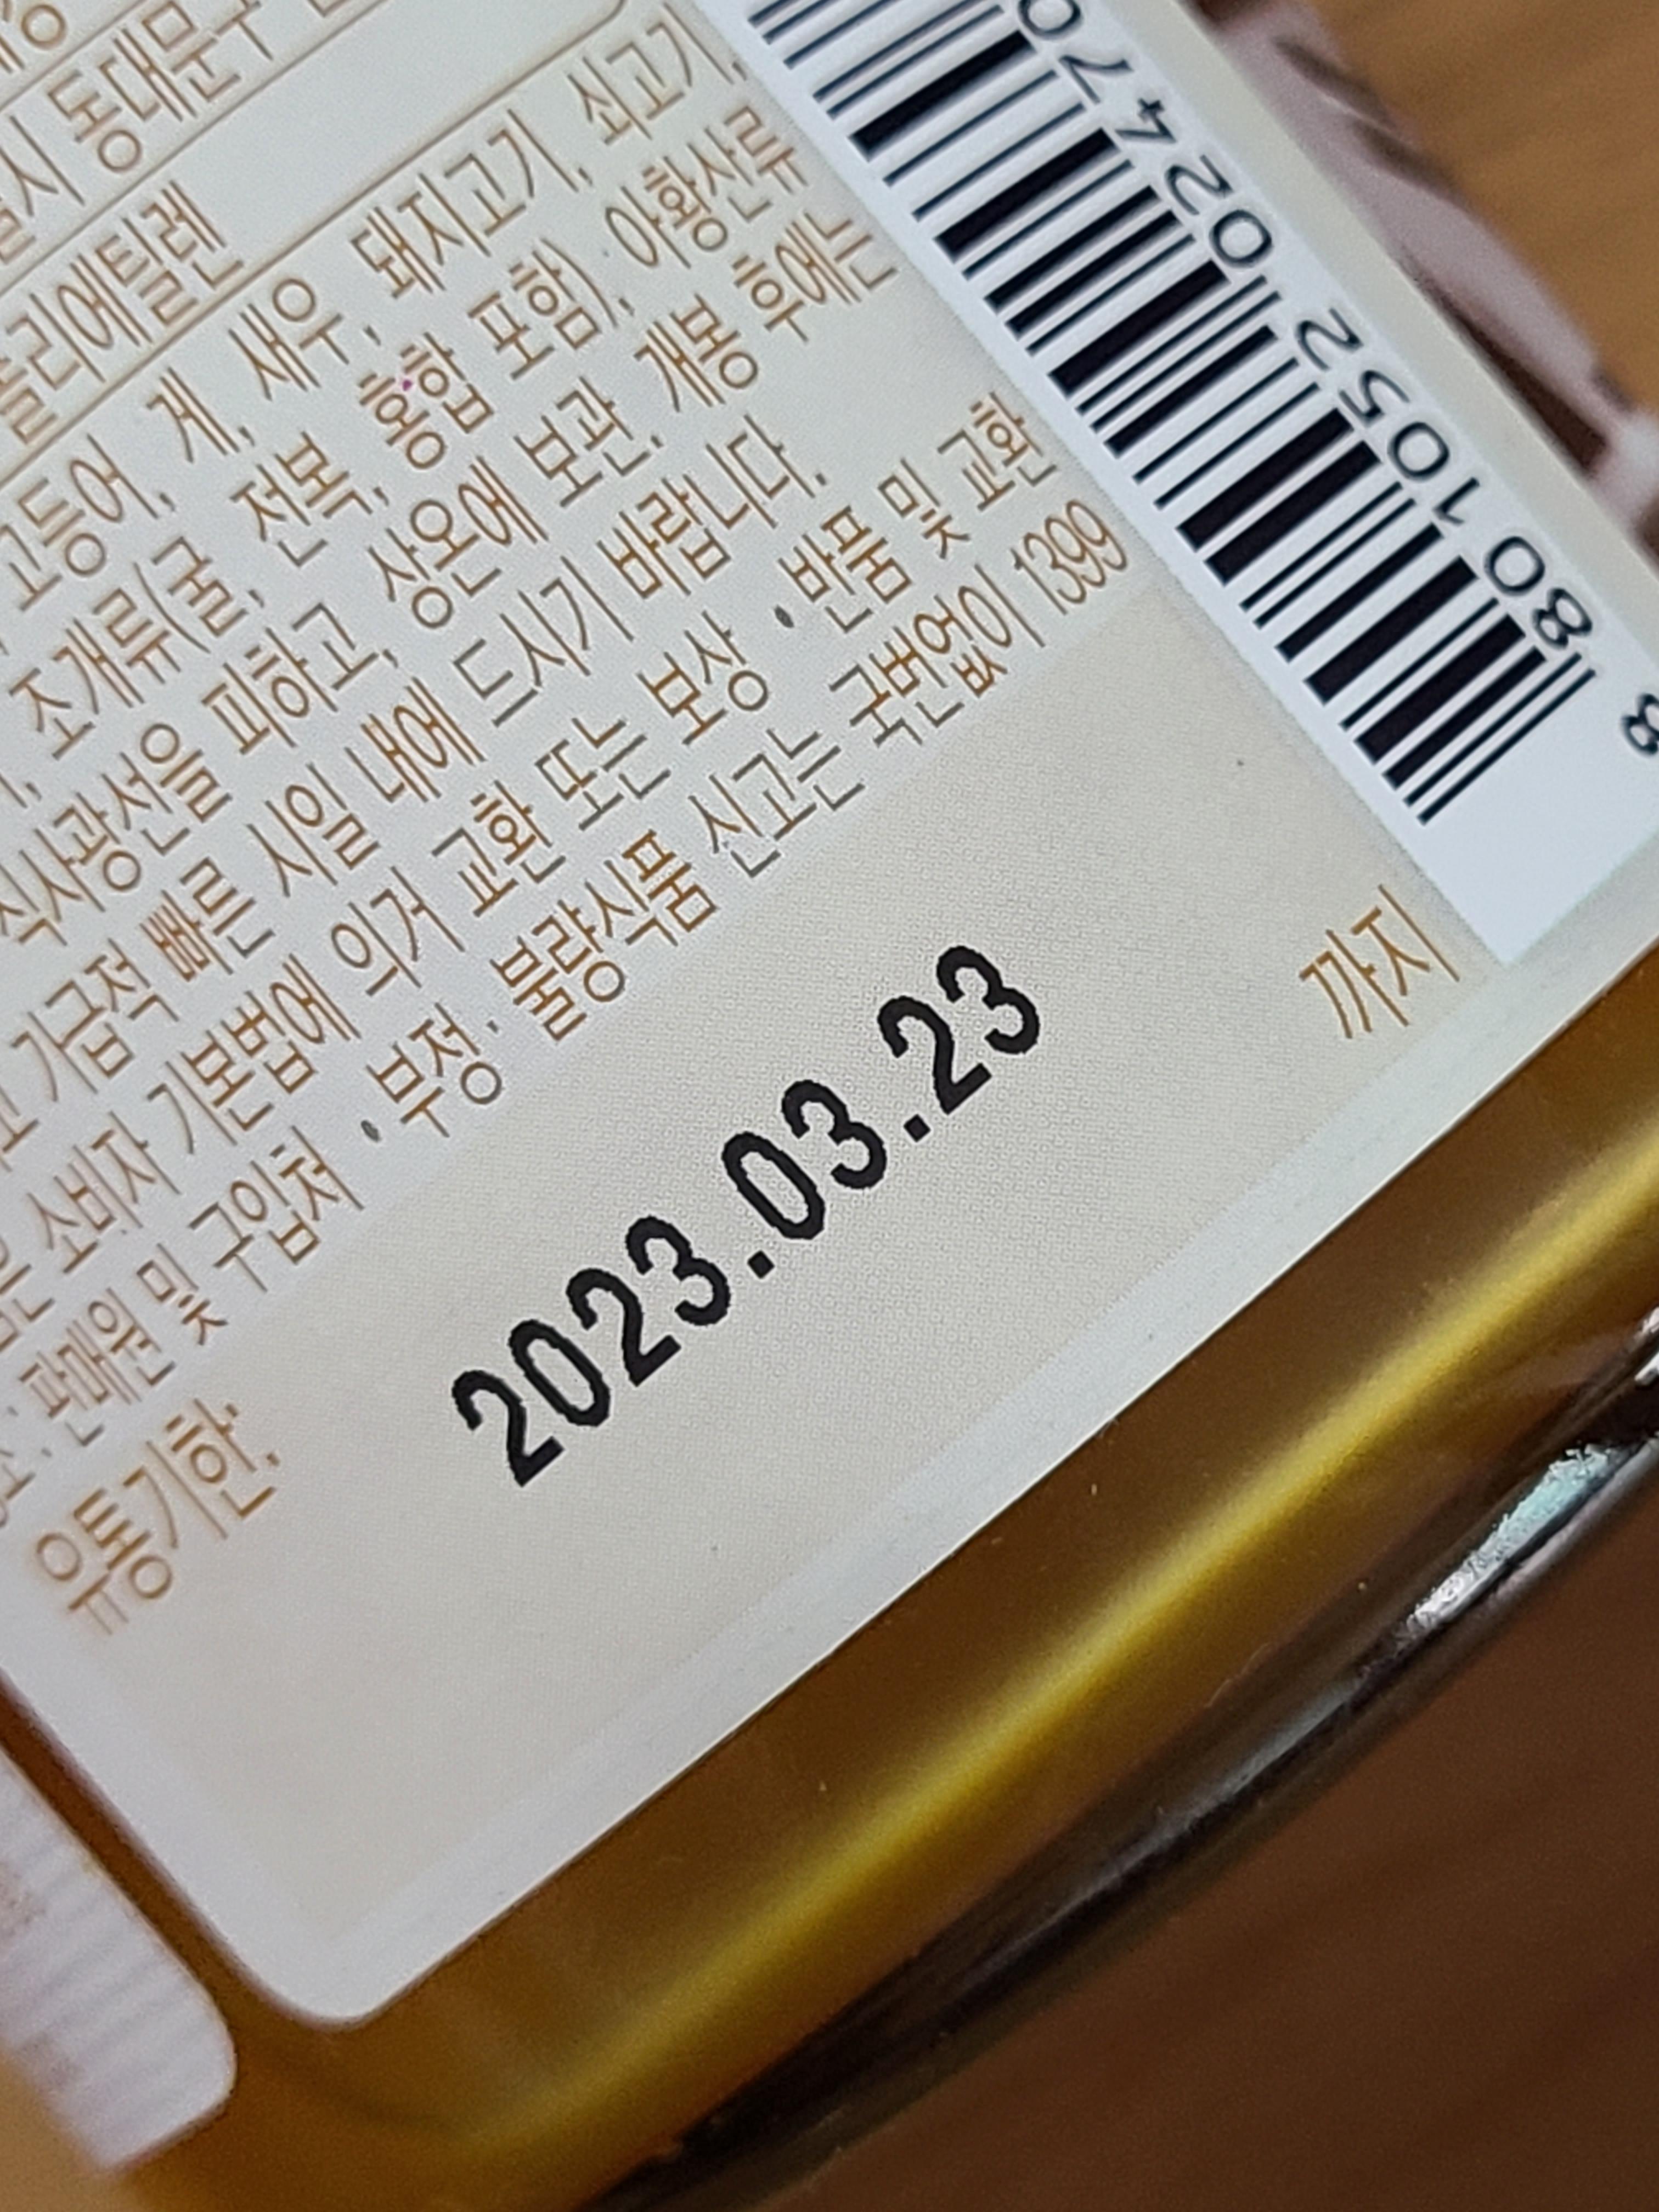 시 동대문구
폴리에틸렌
고등어, 게, 새우, 돼지고기, 쇠고기,
조개류(굴, 전복, 홍합 포함), 아황산류
직사광선을 피하고, 상온에 보관, 개봉 후에는
가급적 빠른 시일 내에 드시기 바랍니다.
소비자 기본법에 의거 교환 또는 보상 •반품 및 교환
판매원 및 구입처 •부정·불량식품 신고는 국번없이 1399
유통기한, 2023.03.23 까지
8 801052 02470